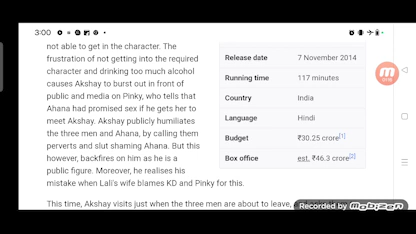 3:00
not able to get in the character. The
frustration of not getting into the required
character and drinking too much alcohol
causes Akshay to burst out in front of
public and media on Pinky, who tells that
Ahana had promised sex if he gets her to
meet Akshay. Akshay publicly humiliates
the three men and Ahana, by calling them
perverts and slut shaming Ahana. But this
however, backfires on him as he is a
public figure. Moreover, he realises his
mistake when Lali's wife blames KD and Pinky for this.
This time, Akshay visits just when the three men are about to leave,
Release date 7 November 2014
Running time 117 minutes
Country India
Language Hindi
Budget ₹30.25 crore[1]
Box office est. ₹46.3 crore[2]
Recorded by Mobizen